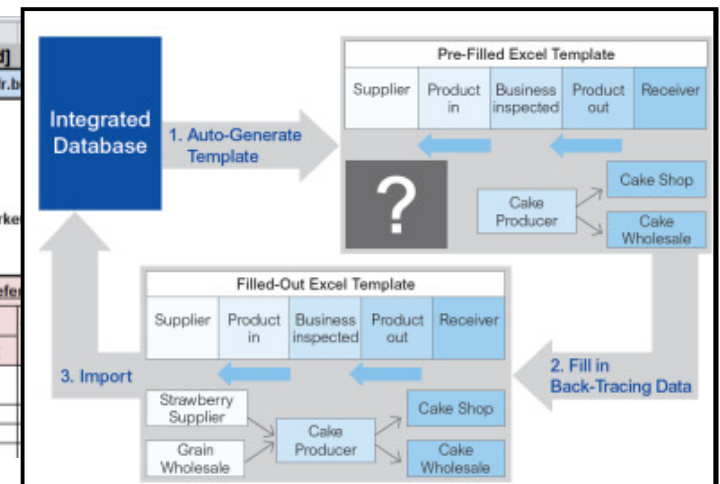 Integrated
Database
1. Auto-Generate
Template
Pre-Filled Excel Template
Supplier
Product
in
Business
inspected
Product
out
Receiver
?
Cake
Producer
Cake Shop
Cake
Wholesale
2. Fill in
Back-Tracing Data
Filled-Out Excel Template
Supplier
Product
in
Business
inspected
Product
out
Receiver
Strawberry
Supplier
Grain
Wholesale
Cake
Producer
Cake Shop
Cake
Wholesale
3. Import